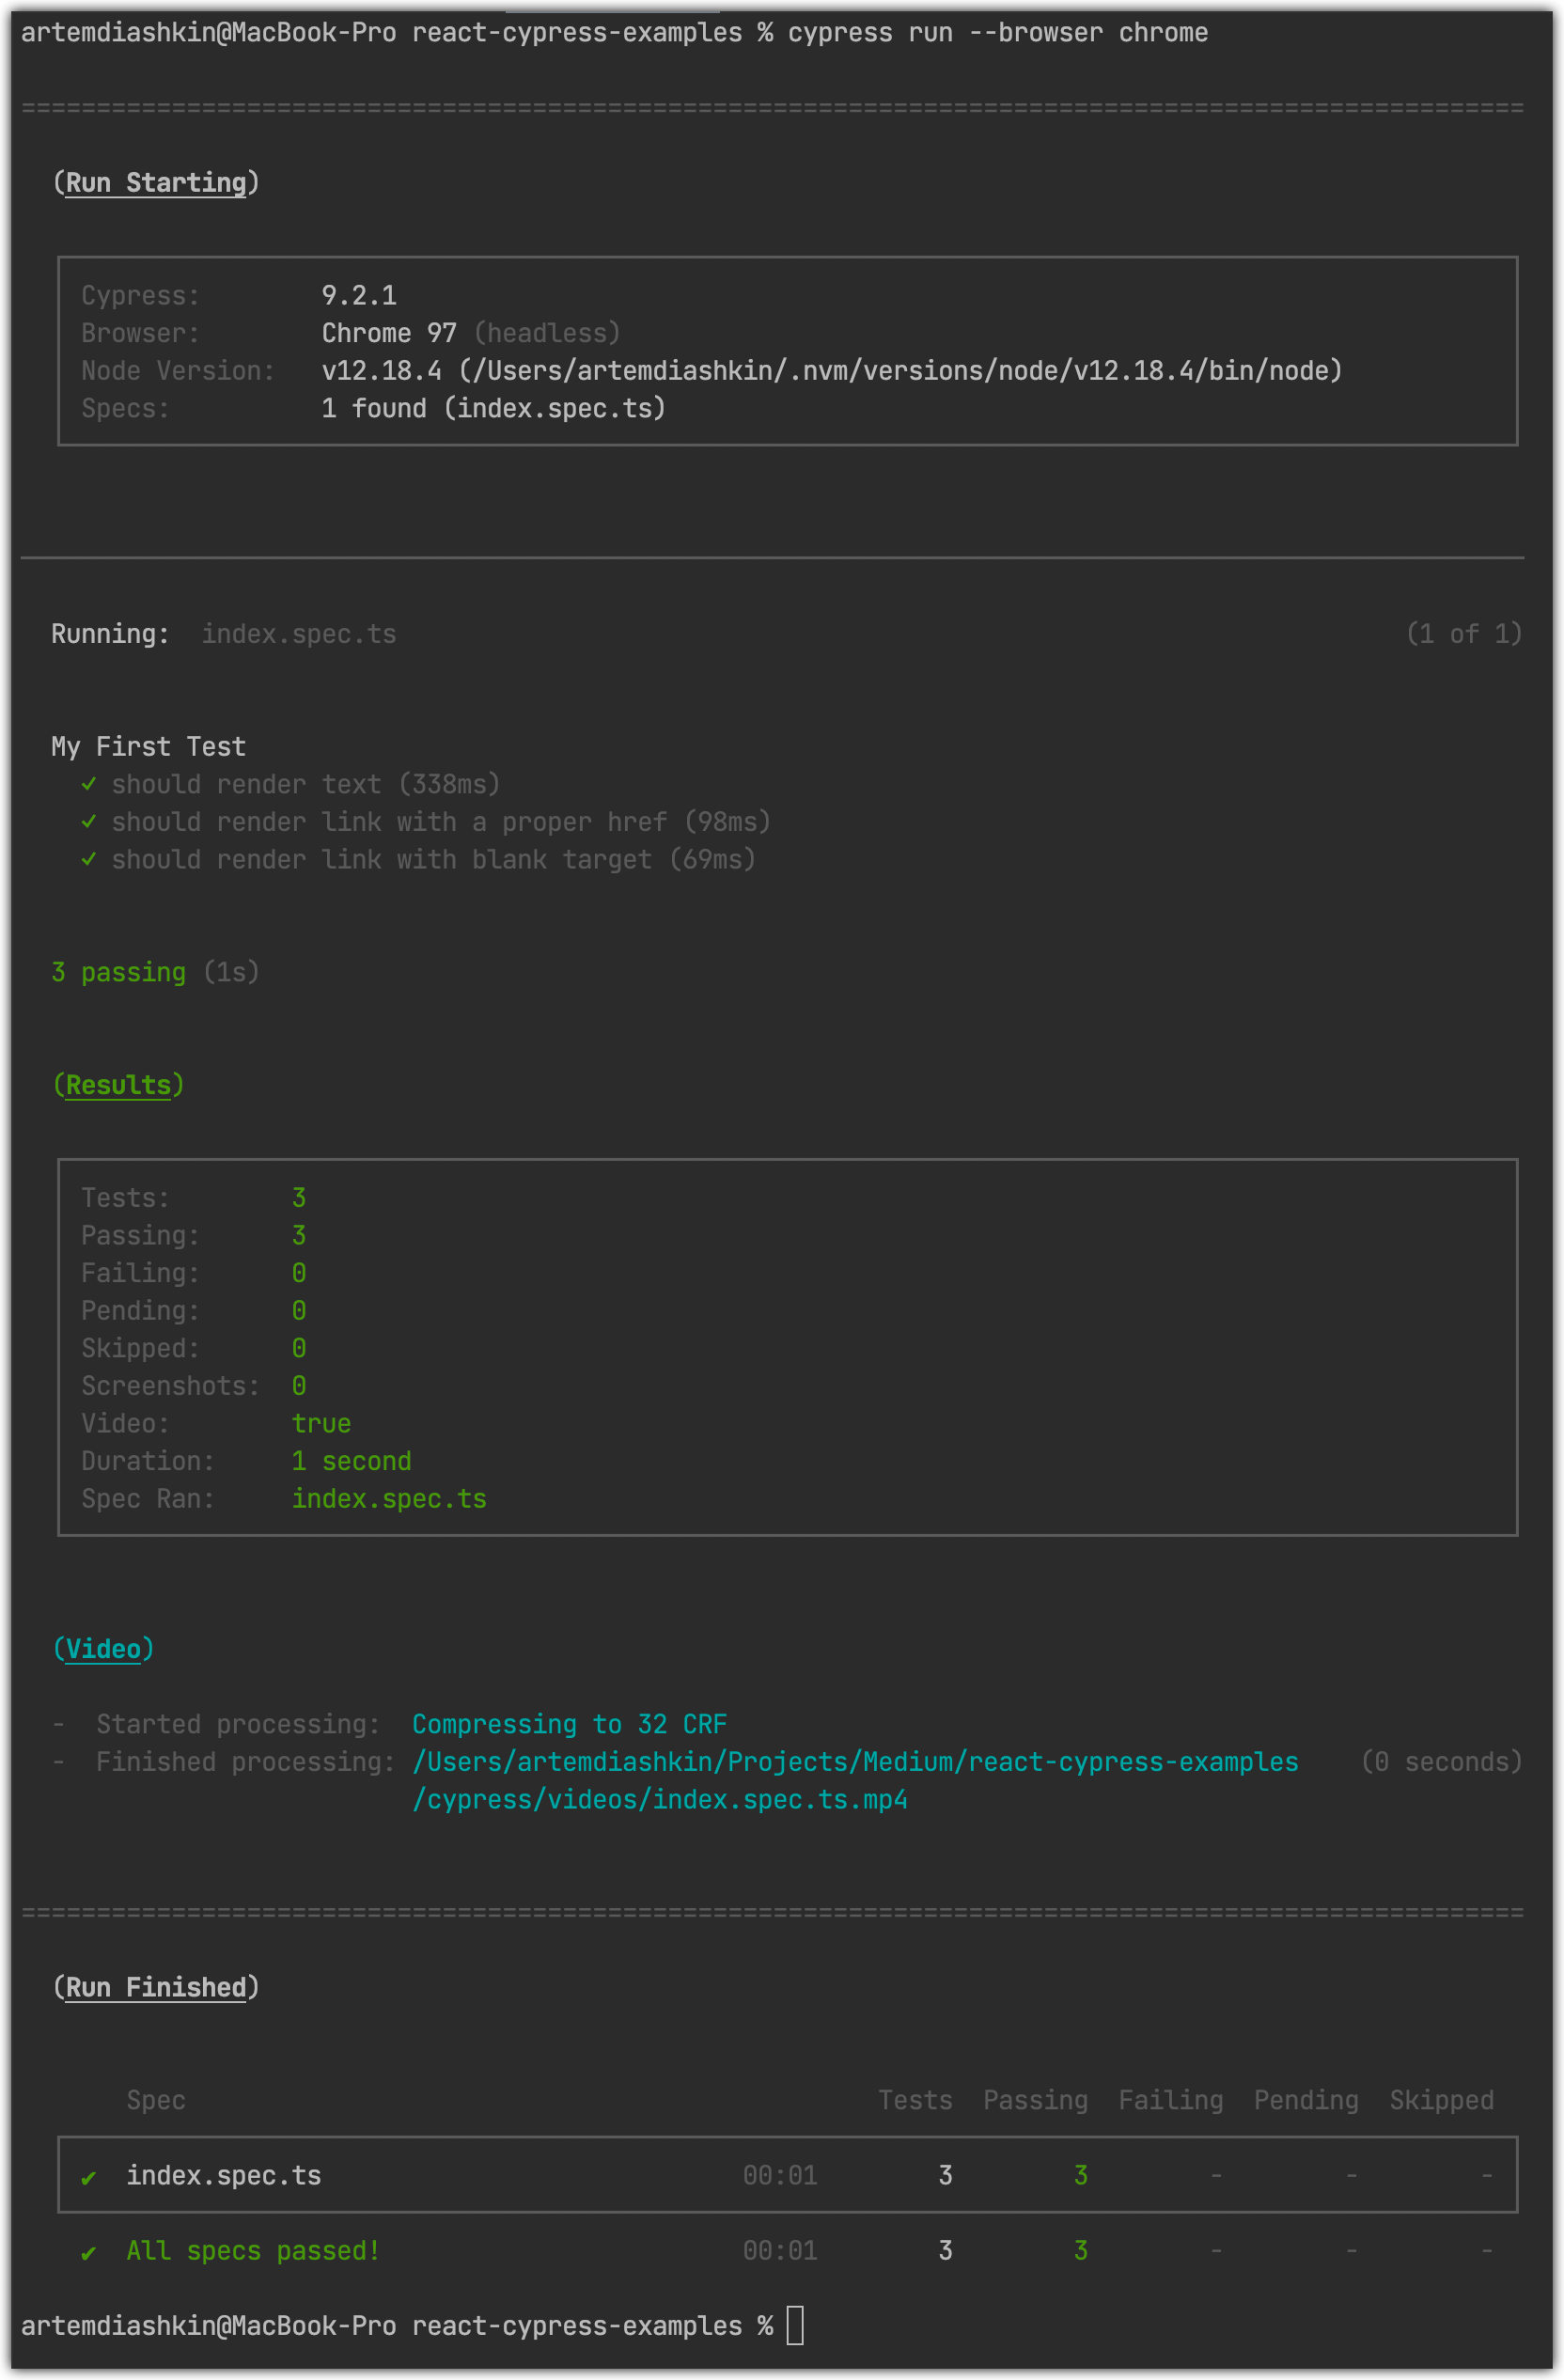 artemdiashkin@MacBook-Pro react-cypress-examples % cypress run --browser chrome
====================================================================================================
(Run Starting)
Cypress: 9.2.1
Browser: Chrome 97 (headless)
Node Version: v12.18.4 (/Users/artemdiashkin/.nvm/versions/node/v12.18.4/bin/node)
Specs: 1 found (index.spec.ts)
Running: index.spec.ts (1 of 1)
My First Test
✓ should render text (338ms)
✓ should render link with a proper href (98ms)
✓ should render link with blank target (69ms)
3 passing (1s)
(Results)
Tests: 3
Passing: 3
Failing: 0
Pending: 0
Skipped: 0
Screenshots: 0
Video: true
Duration: 1 second
Spec Ran: index.spec.ts
(Video)
- Started processing: Compressing to 32 CRF
- Finished processing: /Users/artemdiashkin/Projects/Medium/react-cypress-examples (0 seconds)
/cypress/videos/index.spec.ts.mp4
====================================================================================================
(Run Finished)
Spec Tests Passing Failing Pending Skipped
✔ index.spec.ts 00:01 3 3 - - -
✔ All specs passed! 00:01 3 3 - - -
artemdiashkin@MacBook-Pro react-cypress-examples %